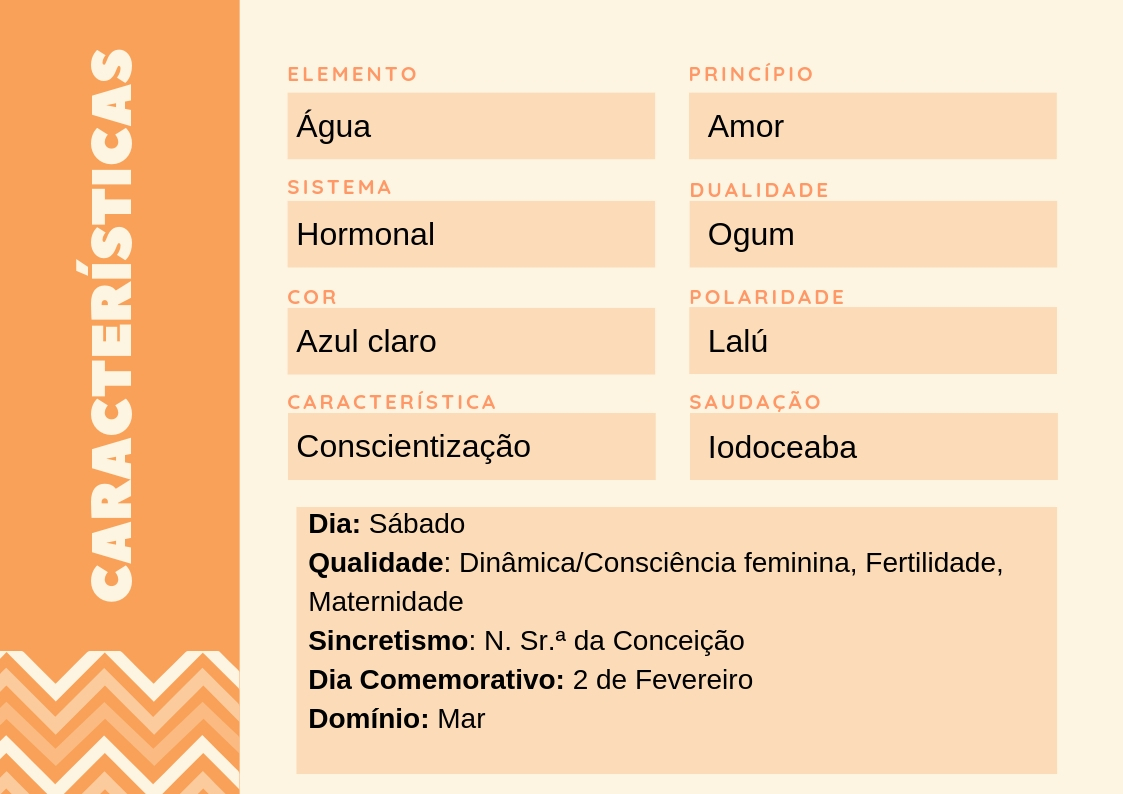 CARACTERÍSTICAS
ELEMENTO
Água
PRINCÍPIO
Amor
SISTEMA
Hormonal
DUALIDADE
Ogum
COR
Azul claro
POLARIDADE
Lalú
CARACTERÍSTICA
Conscientização
SAUDAÇÃO
Iodoceaba
Dia: Sábado
Qualidade: Dinâmica/Consciência feminina, Fertilidade,
Maternidade
Sincretismo: N. Sr.ª da Conceição
Dia Comemorativo: 2 de Fevereiro
Domínio: Mar